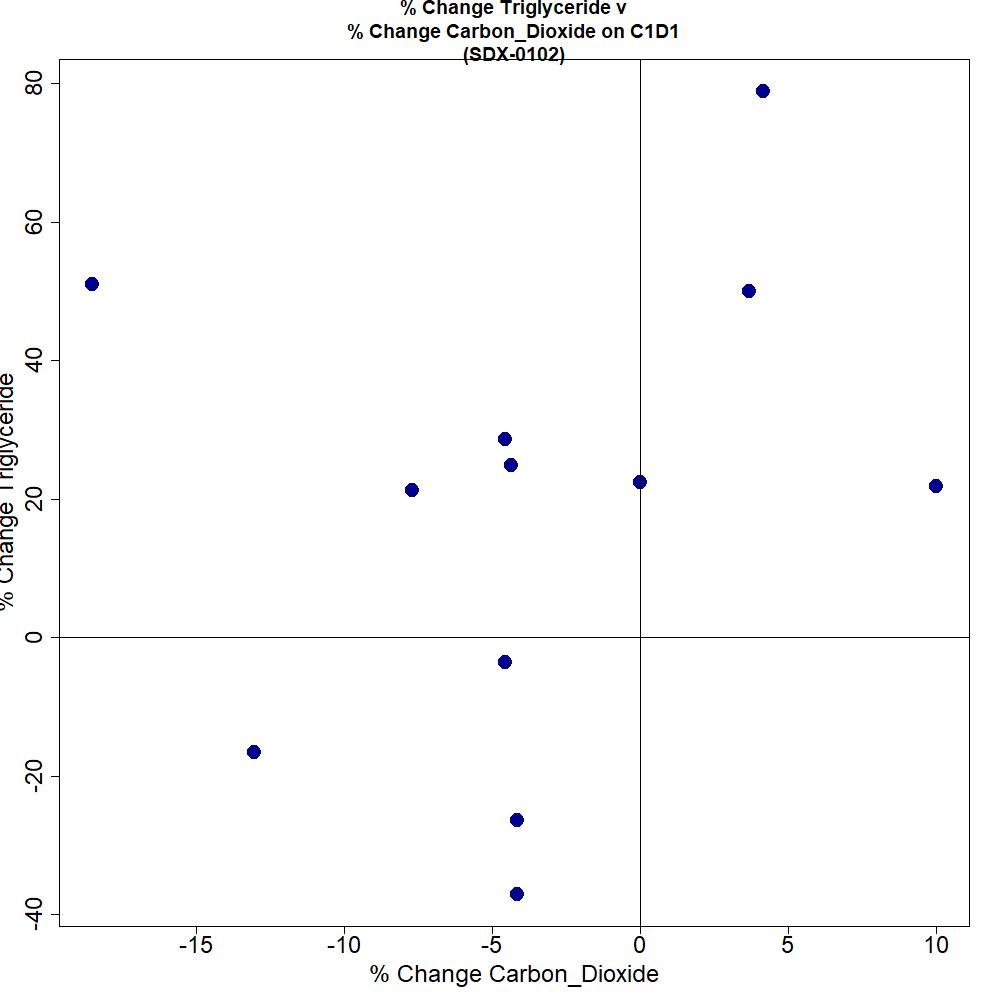 % Change Triglyceride v
% Change Carbon_Dioxide on C1D1
(SDX-0102)
% Change Triglyceride
80
60
40
20
0
-20
-40
-15
-10
-5
0
5
10
% Change Carbon_Dioxide